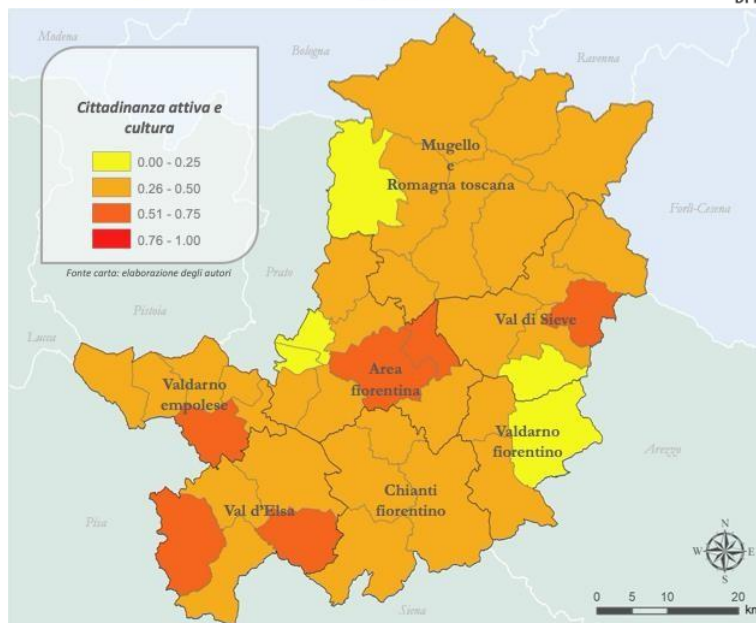 Modena
Bologna
Ravenna
Cittadinanza attiva e
cultura
0.00 - 0.25
0.26 - 0.50
0.51 - 0.75
0.76 - 1.00
Fonte carta: elaborazione degli autori
Mugello
e
Romagna toscana
Forlì-Cesena
Prato
Pistoia
Lucca
Val di Sieve
Area
fiorentina
Valdarno
empolese
Valdarno
fiorentino
Arezzo
Chianti
fiorentino
Val d'Elsa
Pisa
Siena
N
W
E
S
0 5 10 20
km